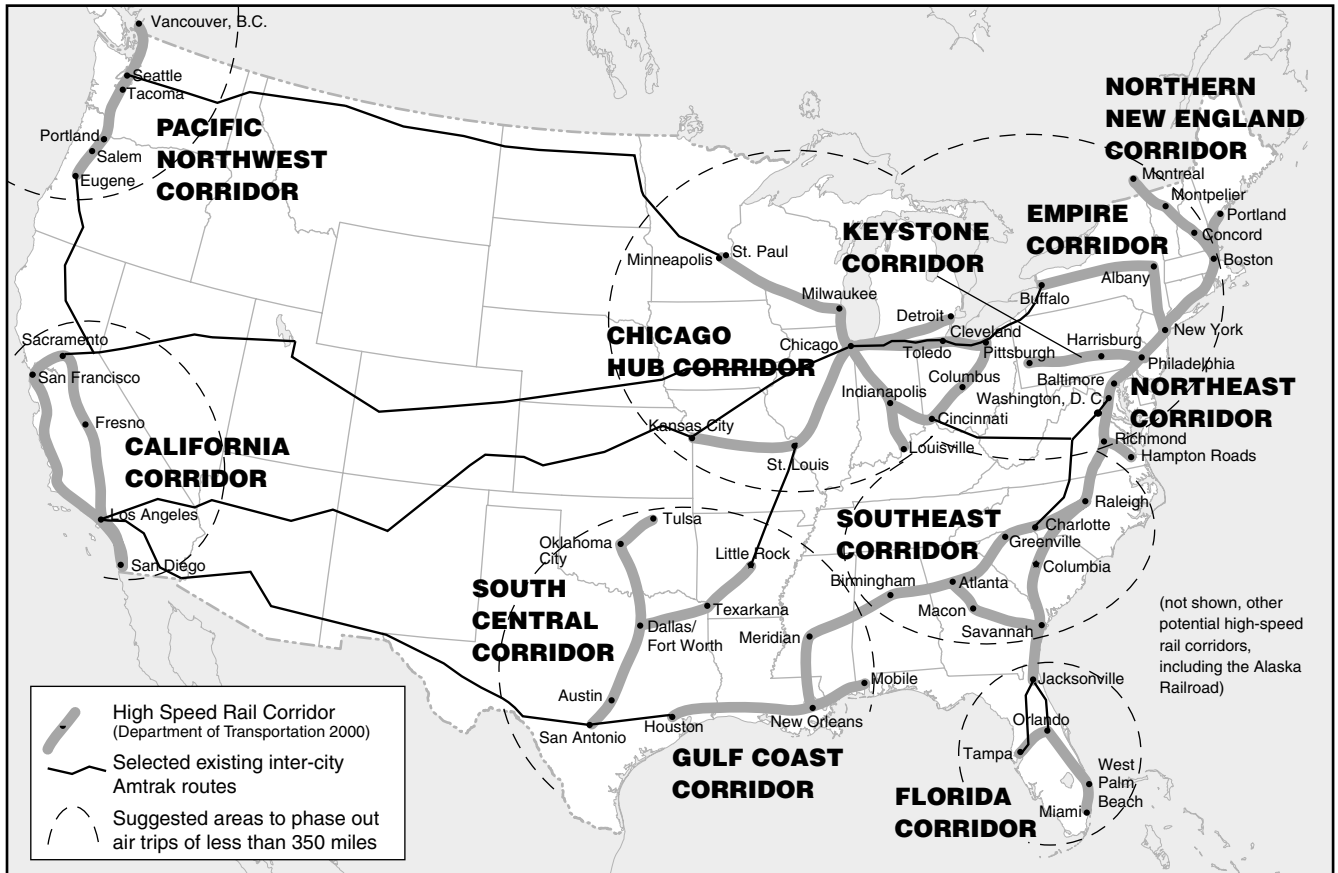 Vancouver, B.C.
Seattle
Tacoma
Portland
Salem
Eugene
PACIFIC
NORTHWEST
CORRIDOR
NORTHERN
NEW ENGLAND
CORRIDOR
Montreal
Montpelier
Portland
Concord
Boston
EMPIRE
CORRIDOR
Albany
Buffalo
KEYSTONE
CORRIDOR
Minneapolis
St. Paul
Milwaukee
Detroit
Cleveland
Chicago
Toledo
Pittsburgh
Harrisburg
New York
Philadelphia
CHICAGO
HUB CORRIDOR
Columbus
Indianapolis
Baltimore
Washington, D. C.
NORTHEAST
CORRIDOR
Cincinnati
Kansas City
St. Louis
Louisville
Richmond
Hampton Roads
Sacramento
San Francisco
Fresno
CALIFORNIA
CORRIDOR
Los Angeles
San Diego
Tulsa
Oklahoma
City
Little Rock
SOUTHEAST
CORRIDOR
Raleigh
Charlotte
Greenville
Columbia
Birmingham
Atlanta
Macon
Savannah
SOUTH
CENTRAL
CORRIDOR
Texarkana
Dallas/
Fort Worth
Meridian
Mobile
Austin
San Antonio
Houston
New Orleans
GULF COAST
CORRIDOR
Jacksonville
Orlando
Tampa
West
Palm
Beach
Miami
FLORIDA
CORRIDOR
(not shown, other
potential high-speed
rail corridors,
including the Alaska
Railroad)
High Speed Rail Corridor
(Department of Transportation 2000)
Selected existing inter-city
Amtrak routes
Suggested areas to phase out
air trips of less than 350 miles